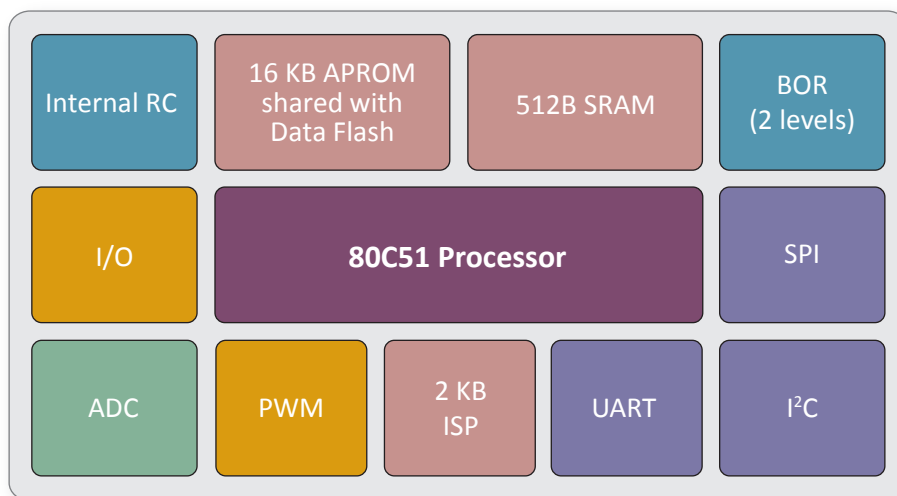 Internal RC
16 KB APROM
shared with
Data Flash
512B SRAM
BOR
(2 levels)
I/O
80C51 Processor
SPI
ADC
PWM
2 KB
ISP
UART
I²C